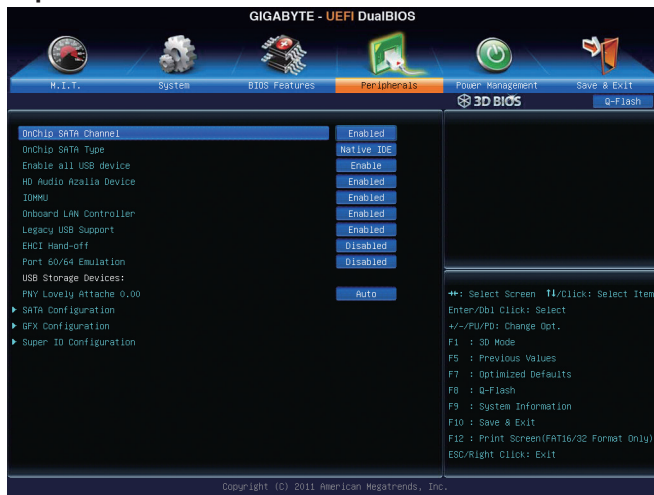 GIGABYTE - UEFI DualBIOS
M.I.T. System BIOS Features Peripherals Power Management Save & Exit
3D BIOS Q-Flash
OnChip SATA Channel Enabled
OnChip SATA Type Native IDE
Enable all USB device Enable
HD Audio Azalia Device Enabled
IOMMU Enabled
Onboard LAN Controller Enabled
Legacy USB Support Enabled
EHCI Hand-off Disabled
Port 60/64 Emulation Disabled
USB Storage Devices:
PNY Lovely Attache 0.00 Auto
SATA Configuration
GFX Configuration
Super IO Configuration
↔: Select Screen ↑↓/Click: Select Item
Enter/Dbl Click: Select
+/-/PU/PD: Change Opt.
F1 : 3D Mode
F5 : Previous Values
F7 : Optimized Defaults
F8 : Q-Flash
F9 : System Information
F10 : Save & Exit
F12 : Print Screen(FAT16/32 Format Only)
ESC/Right Click: Exit
Copyright (C) 2011 American Megatrends, Inc.